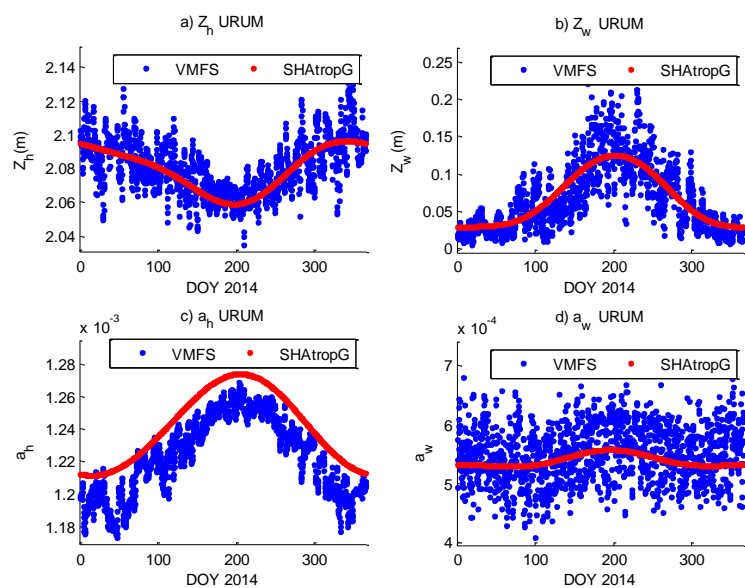 a) Z_h URUM
b) Z_w URUM
VMFS SHAtropG
VMFS SHAtropG
2.14
2.12
2.1
2.08
2.06
2.04
Z_h(m)
0 100 200 300
DOY 2014
0.25
0.2
0.15
0.1
0.05
0
Z_w (m)
0 100 200 300
DOY 2014
x 10⁻³
c) a_h URUM
x 10⁻⁴
d) a_w URUM
VMFS SHAtropG
VMFS SHAtropG
1.28
1.26
1.24
1.22
1.2
1.18
a_h
0 100 200 300
DOY 2014
7
6
5
4
a_w
0 100 200 300
DOY 2014